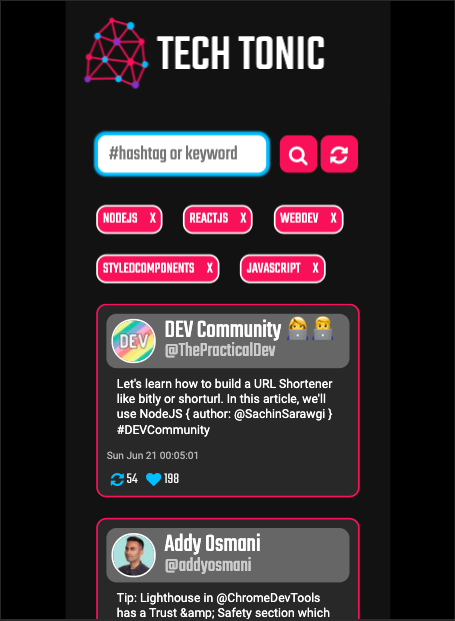 TECH TONIC
#hashtag or keyword
NODEJS X REACTJS X WEBDEV X
STYLEDCOMPONENTS X JAVASCRIPT X
DEV
DEV Community 👩‍💻👨‍💻
@ThePracticalDev
Let's learn how to build a URL Shortener
like bitly or shorturl. In this article, we'll
use NodeJS { author: @SachinSarawgi }
#DEVCommunity
Sun Jun 21 00:05:01
54 198
Addy Osmani
@addyosmani
Tip: Lighthouse in @ChromeDevTools
has a Trust &amp; Safety section which